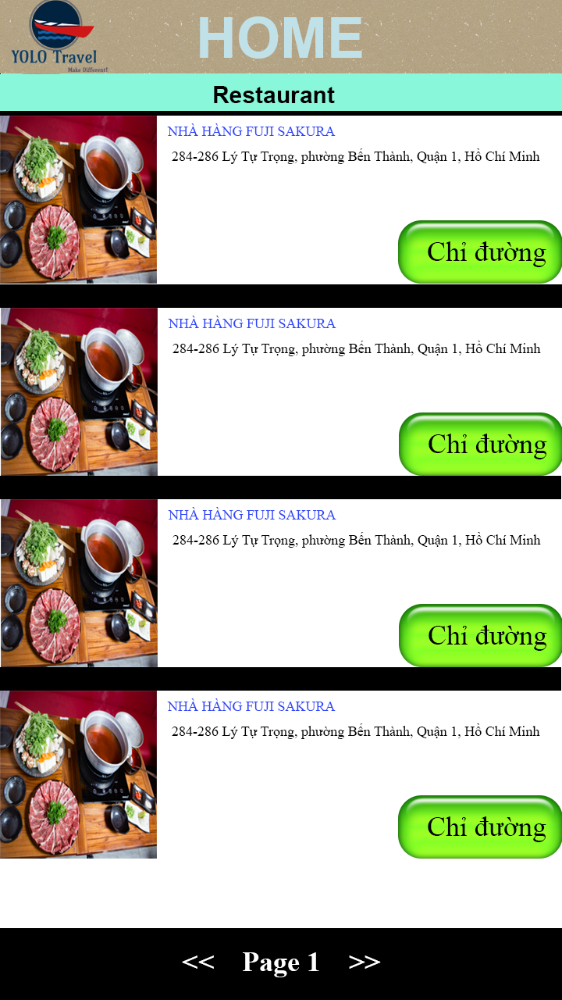 HOME
YOLO Travel
Make Different!
Restaurant
NHÀ HÀNG FUJI SAKURA
284-286 Lý Tự Trọng, phường Bến Thành, Quận 1, Hồ Chí Minh
Chỉ đường
NHÀ HÀNG FUJI SAKURA
284-286 Lý Tự Trọng, phường Bến Thành, Quận 1, Hồ Chí Minh
Chỉ đường
NHÀ HÀNG FUJI SAKURA
284-286 Lý Tự Trọng, phường Bến Thành, Quận 1, Hồ Chí Minh
Chỉ đường
NHÀ HÀNG FUJI SAKURA
284-286 Lý Tự Trọng, phường Bến Thành, Quận 1, Hồ Chí Minh
Chỉ đường
<< Page 1 >>